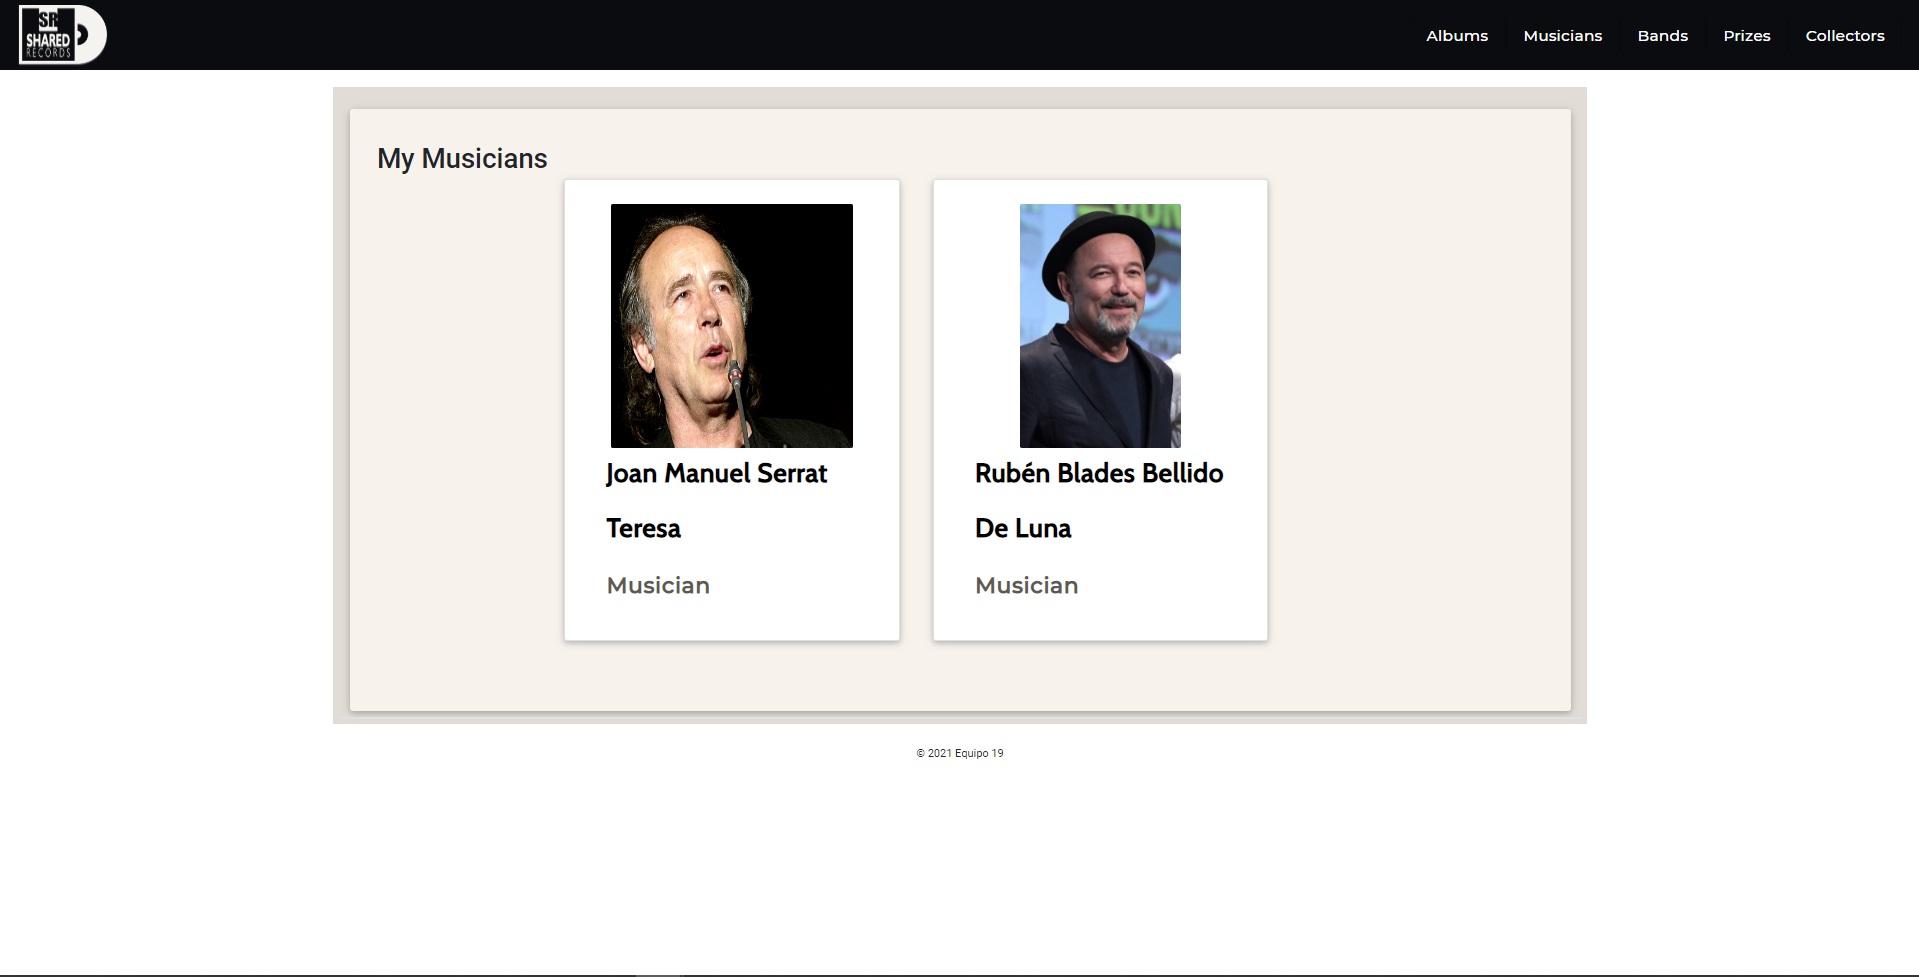 SR
SHARED
RECORDS
Albums Musicians Bands Prizes Collectors
My Musicians
Joan Manuel Serrat
Teresa
Musician
Rubén Blades Bellido
De Luna
Musician
© 2021 Equipo 19